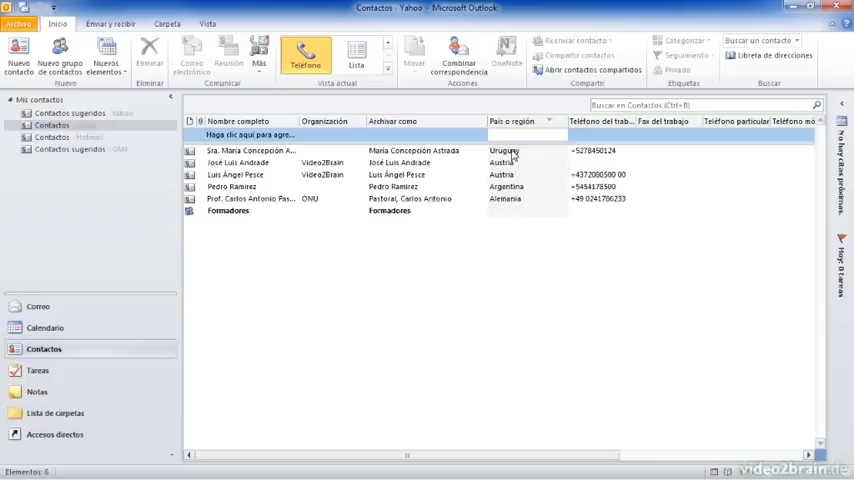 Contactos - Yahoo - Microsoft Outlook
Archivo Inicio Enviar y recibir Carpeta Vista
Nuevo contacto
Nuevo grupo de contactos
Nuevos elementos
Eliminar
Correo electrónico
Reunión
Más
Teléfono
Lista
Mover
Combinar correspondencia
OneNote
Reenviar contacto
Compartir contactos
Abrir contactos compartidos
Categorizar
Seguimiento
Privado
Buscar un contacto
Libreta de direcciones
Nuevo Eliminar Comunicar Vista actual Acciones Compartir Etiquetas Buscar
Mis contactos
Contactos sugeridos - Yahoo
Contactos
Contactos - Hotmail
Contactos sugeridos - GMX
Buscar en Contactos (Ctrl+B)
Nombre completo Organización Archivar como País o región Teléfono del trab... Fax del trabajo Teléfono particular Teléfono mó
Haga clic aquí para agre...
Sra. María Concepción A... María Concepción Astrada Uruguay +5278450124
José Luis Andrade Video2Brain José Luis Andrade Austria
Luis Ángel Pesce Video2Brain Luis Ángel Pesce Austria +4372080500 00
Pedro Ramirez Pedro Ramirez Argentina +5454178500
Prof. Carlos Antonio Pas... ONU Pastoral, Carlos Antonio Alemania +49 0241786233
Formadores Formadores
No hay citas próximas.
Hoy: 0 tareas
Correo
Calendario
Contactos
Tareas
Notas
Lista de carpetas
Accesos directos
Elementos: 6
video2brain.de